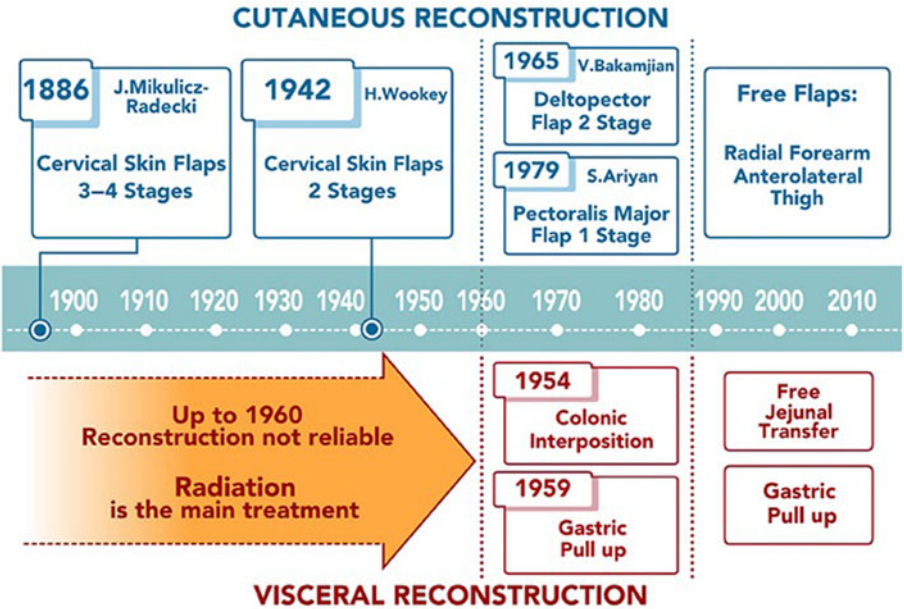 CUTANEOUS RECONSTRUCTION
1886
J.Mikulicz-
Radecki
Cervical Skin Flaps
3–4 Stages
1942
H.Wookey
Cervical Skin Flaps
2 Stages
1965
V.Bakamjian
Deltopector
Flap 2 Stage
1979
S.Ariyan
Pectoralis Major
Flap 1 Stage
Free Flaps:
Radial Forearm
Anterolateral
Thigh
1900 1910 1920 1930 1940 1950 1960 1970 1980 1990 2000 2010
Up to 1960
Reconstruction not reliable
Radiation
is the main treatment
1954
Colonic
Interposition
1959
Gastric
Pull up
Free
Jejunal
Transfer
Gastric
Pull up
VISCERAL RECONSTRUCTION